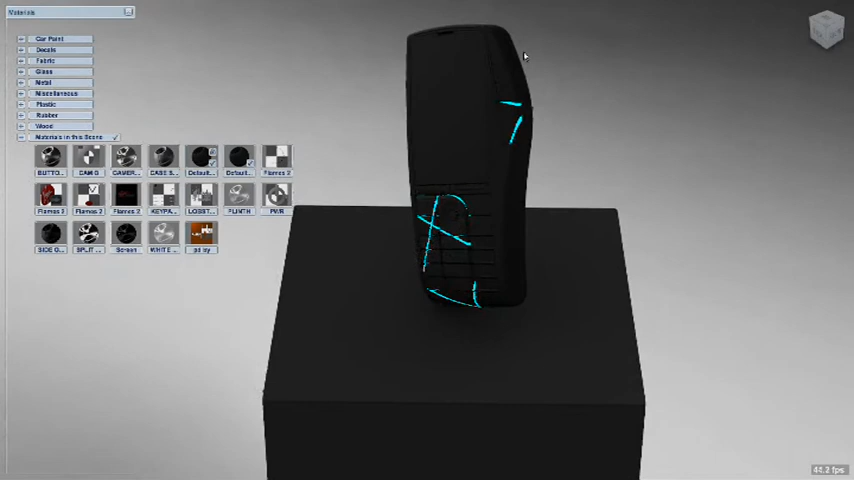 Materials
Car Paint
Decals
Fabric
Glass
Metal
Miscellaneous
Plastic
Rubber
Wood
Materials in this Scene
BUTTO...
CAM G
CAMER...
CASE S...
Default...
Default...
Flames 2
Flames 2
Flames 2
Flames 2
KEYPA...
LOSST...
PLINTH
PWR
SIDE G...
SPLIT ...
Screen
WHITE ...
44.2 fps